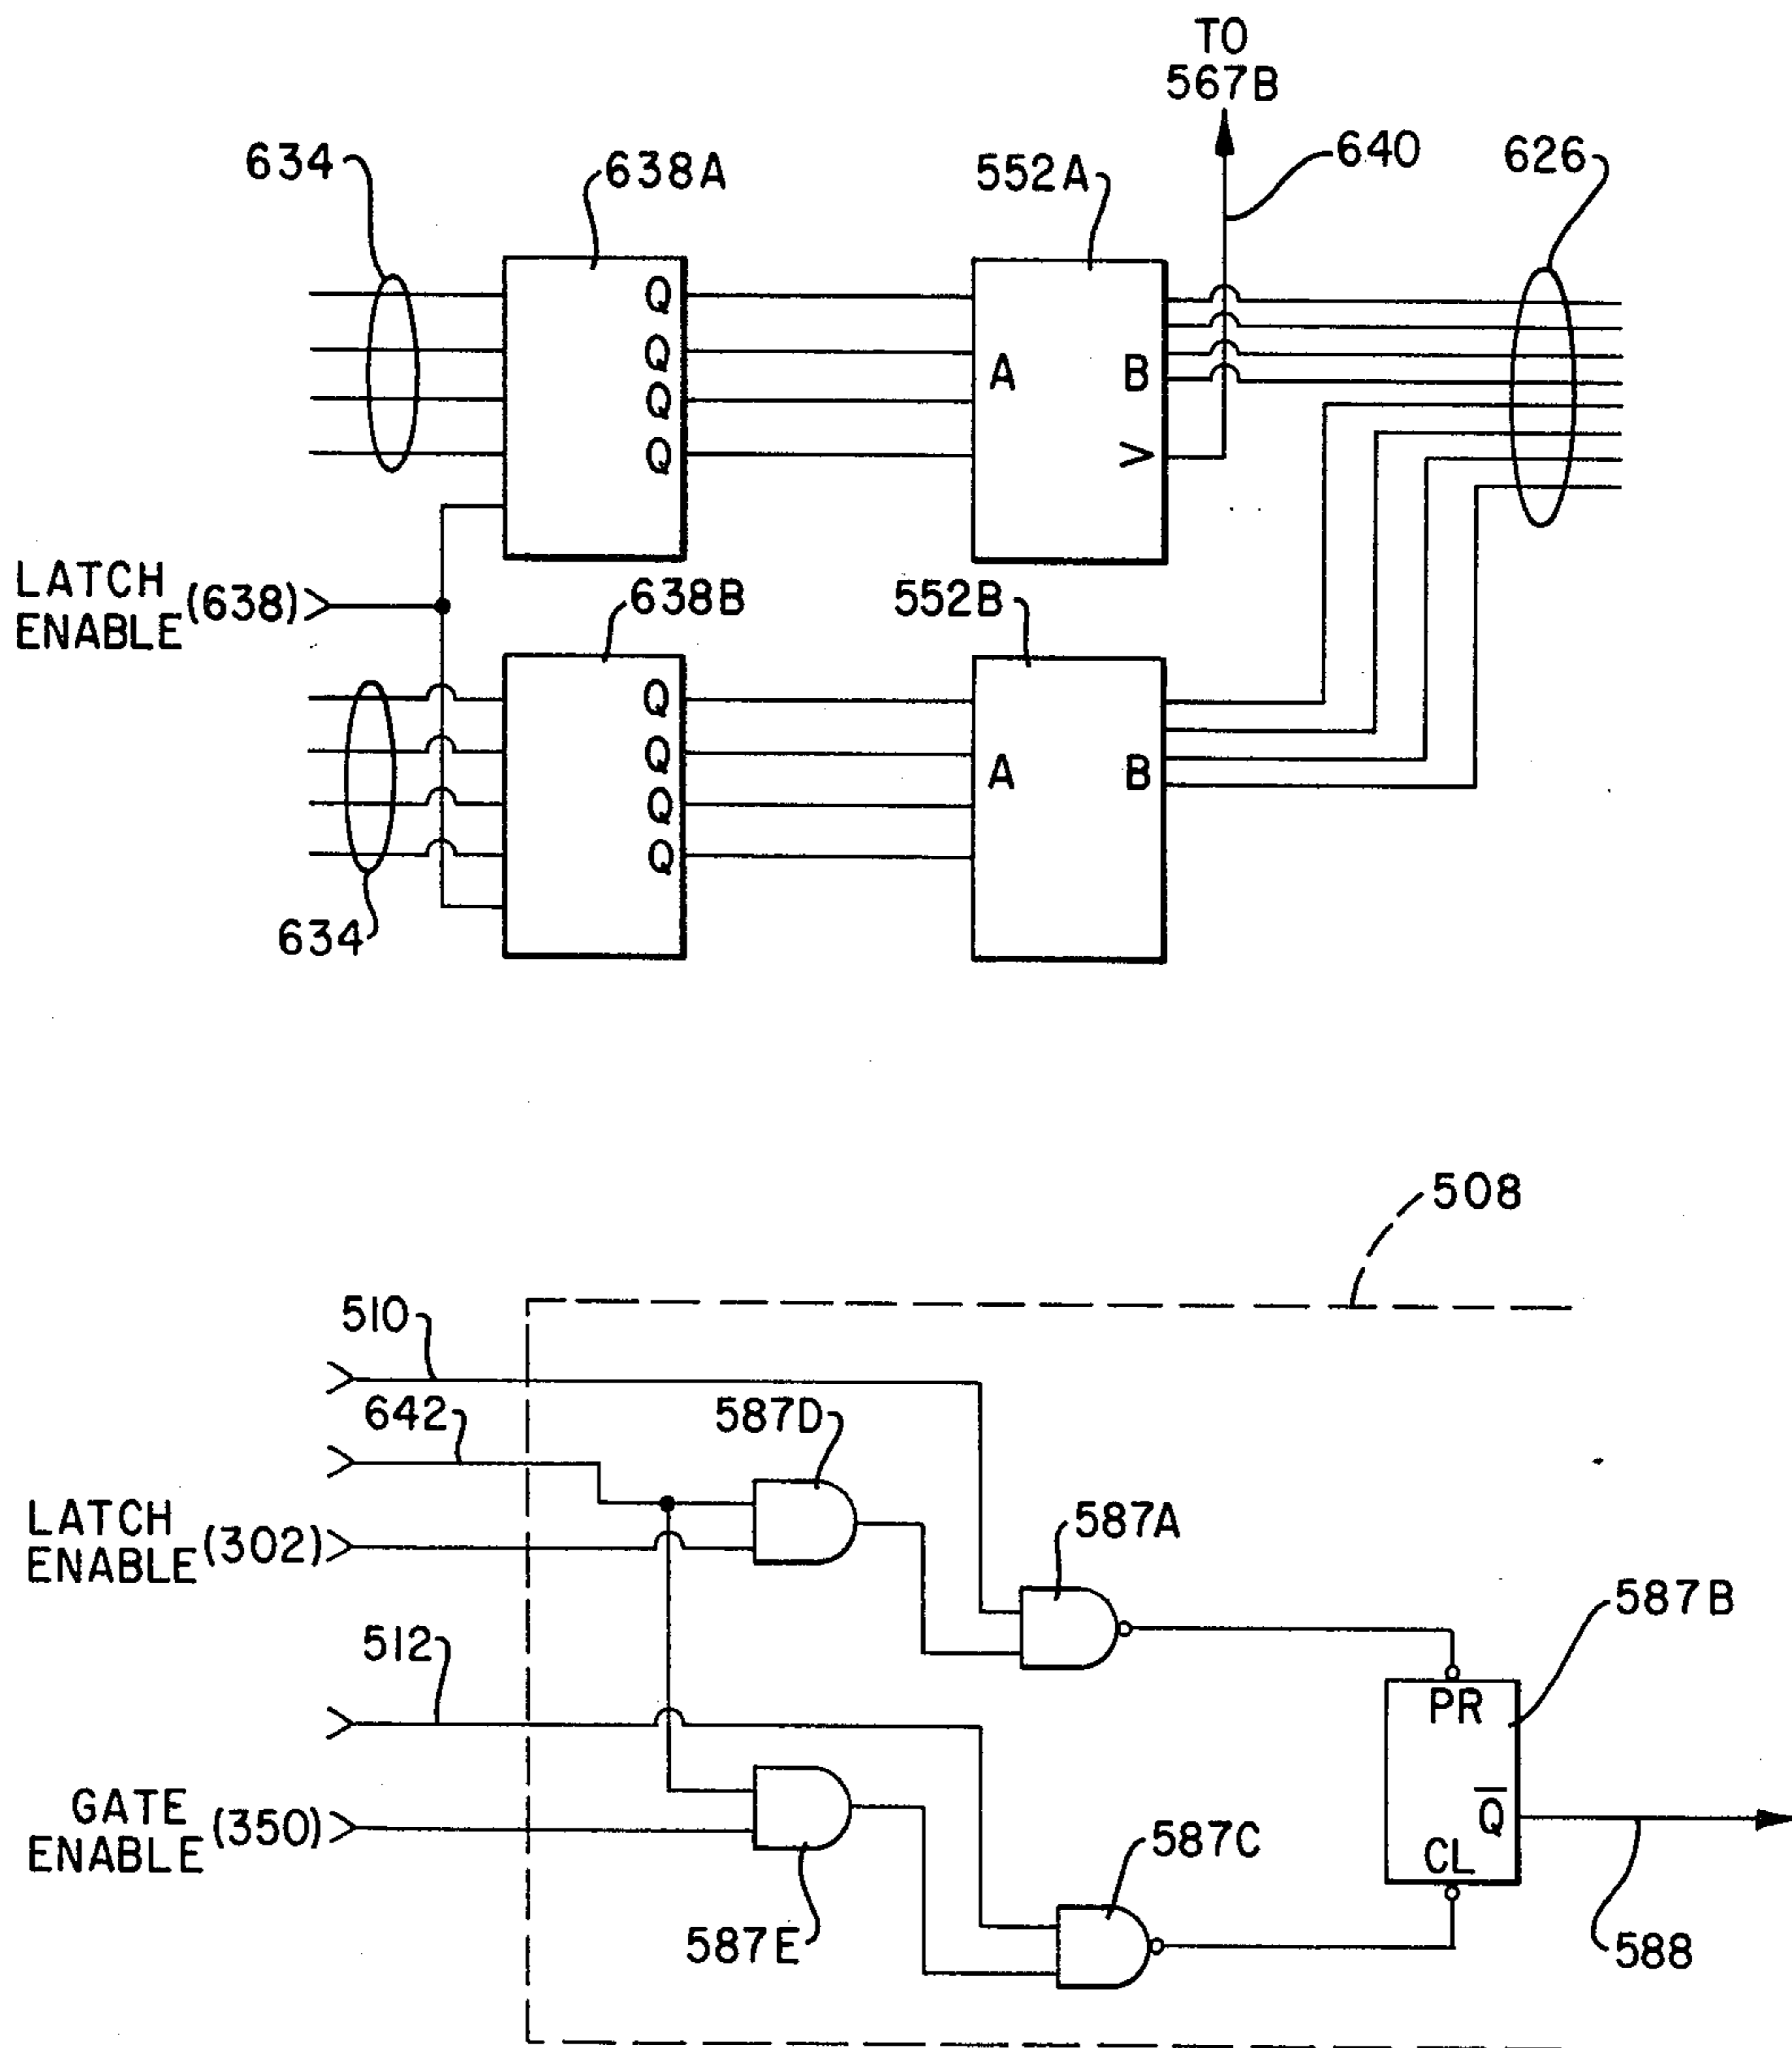 TO
567B
634
638A
552A
640
626
Q
Q
Q
Q
A
B
>
LATCH
ENABLE (638)
638B
552B
Q
Q
Q
Q
A
B
634
508
510
642
587D
LATCH
ENABLE (302)
587A
587B
512
PR
Q̅
CL
GATE
ENABLE (350)
587C
587E
588